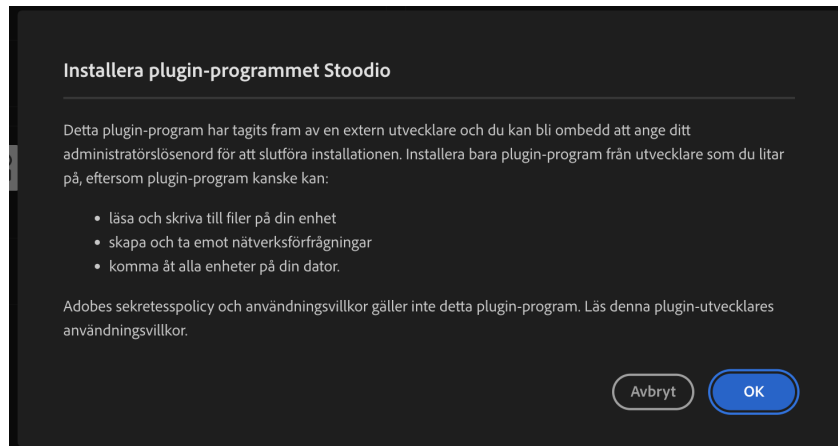 Installera plugin-programmet Stoodio
Detta plugin-program har tagits fram av en extern utvecklare och du kan bli ombedd att ange ditt
administratörslösenord för att slutföra installationen. Installera bara plugin-program från utvecklare som du litar
på, eftersom plugin-program kanske kan:
• läsa och skriva till filer på din enhet
• skapa och ta emot nätverksförfrågningar
• komma åt alla enheter på din dator.
Adobes sekretesspolicy och användningsvillkor gäller inte detta plugin-program. Läs denna plugin-utvecklares
användningsvillkor.
Avbryt
OK